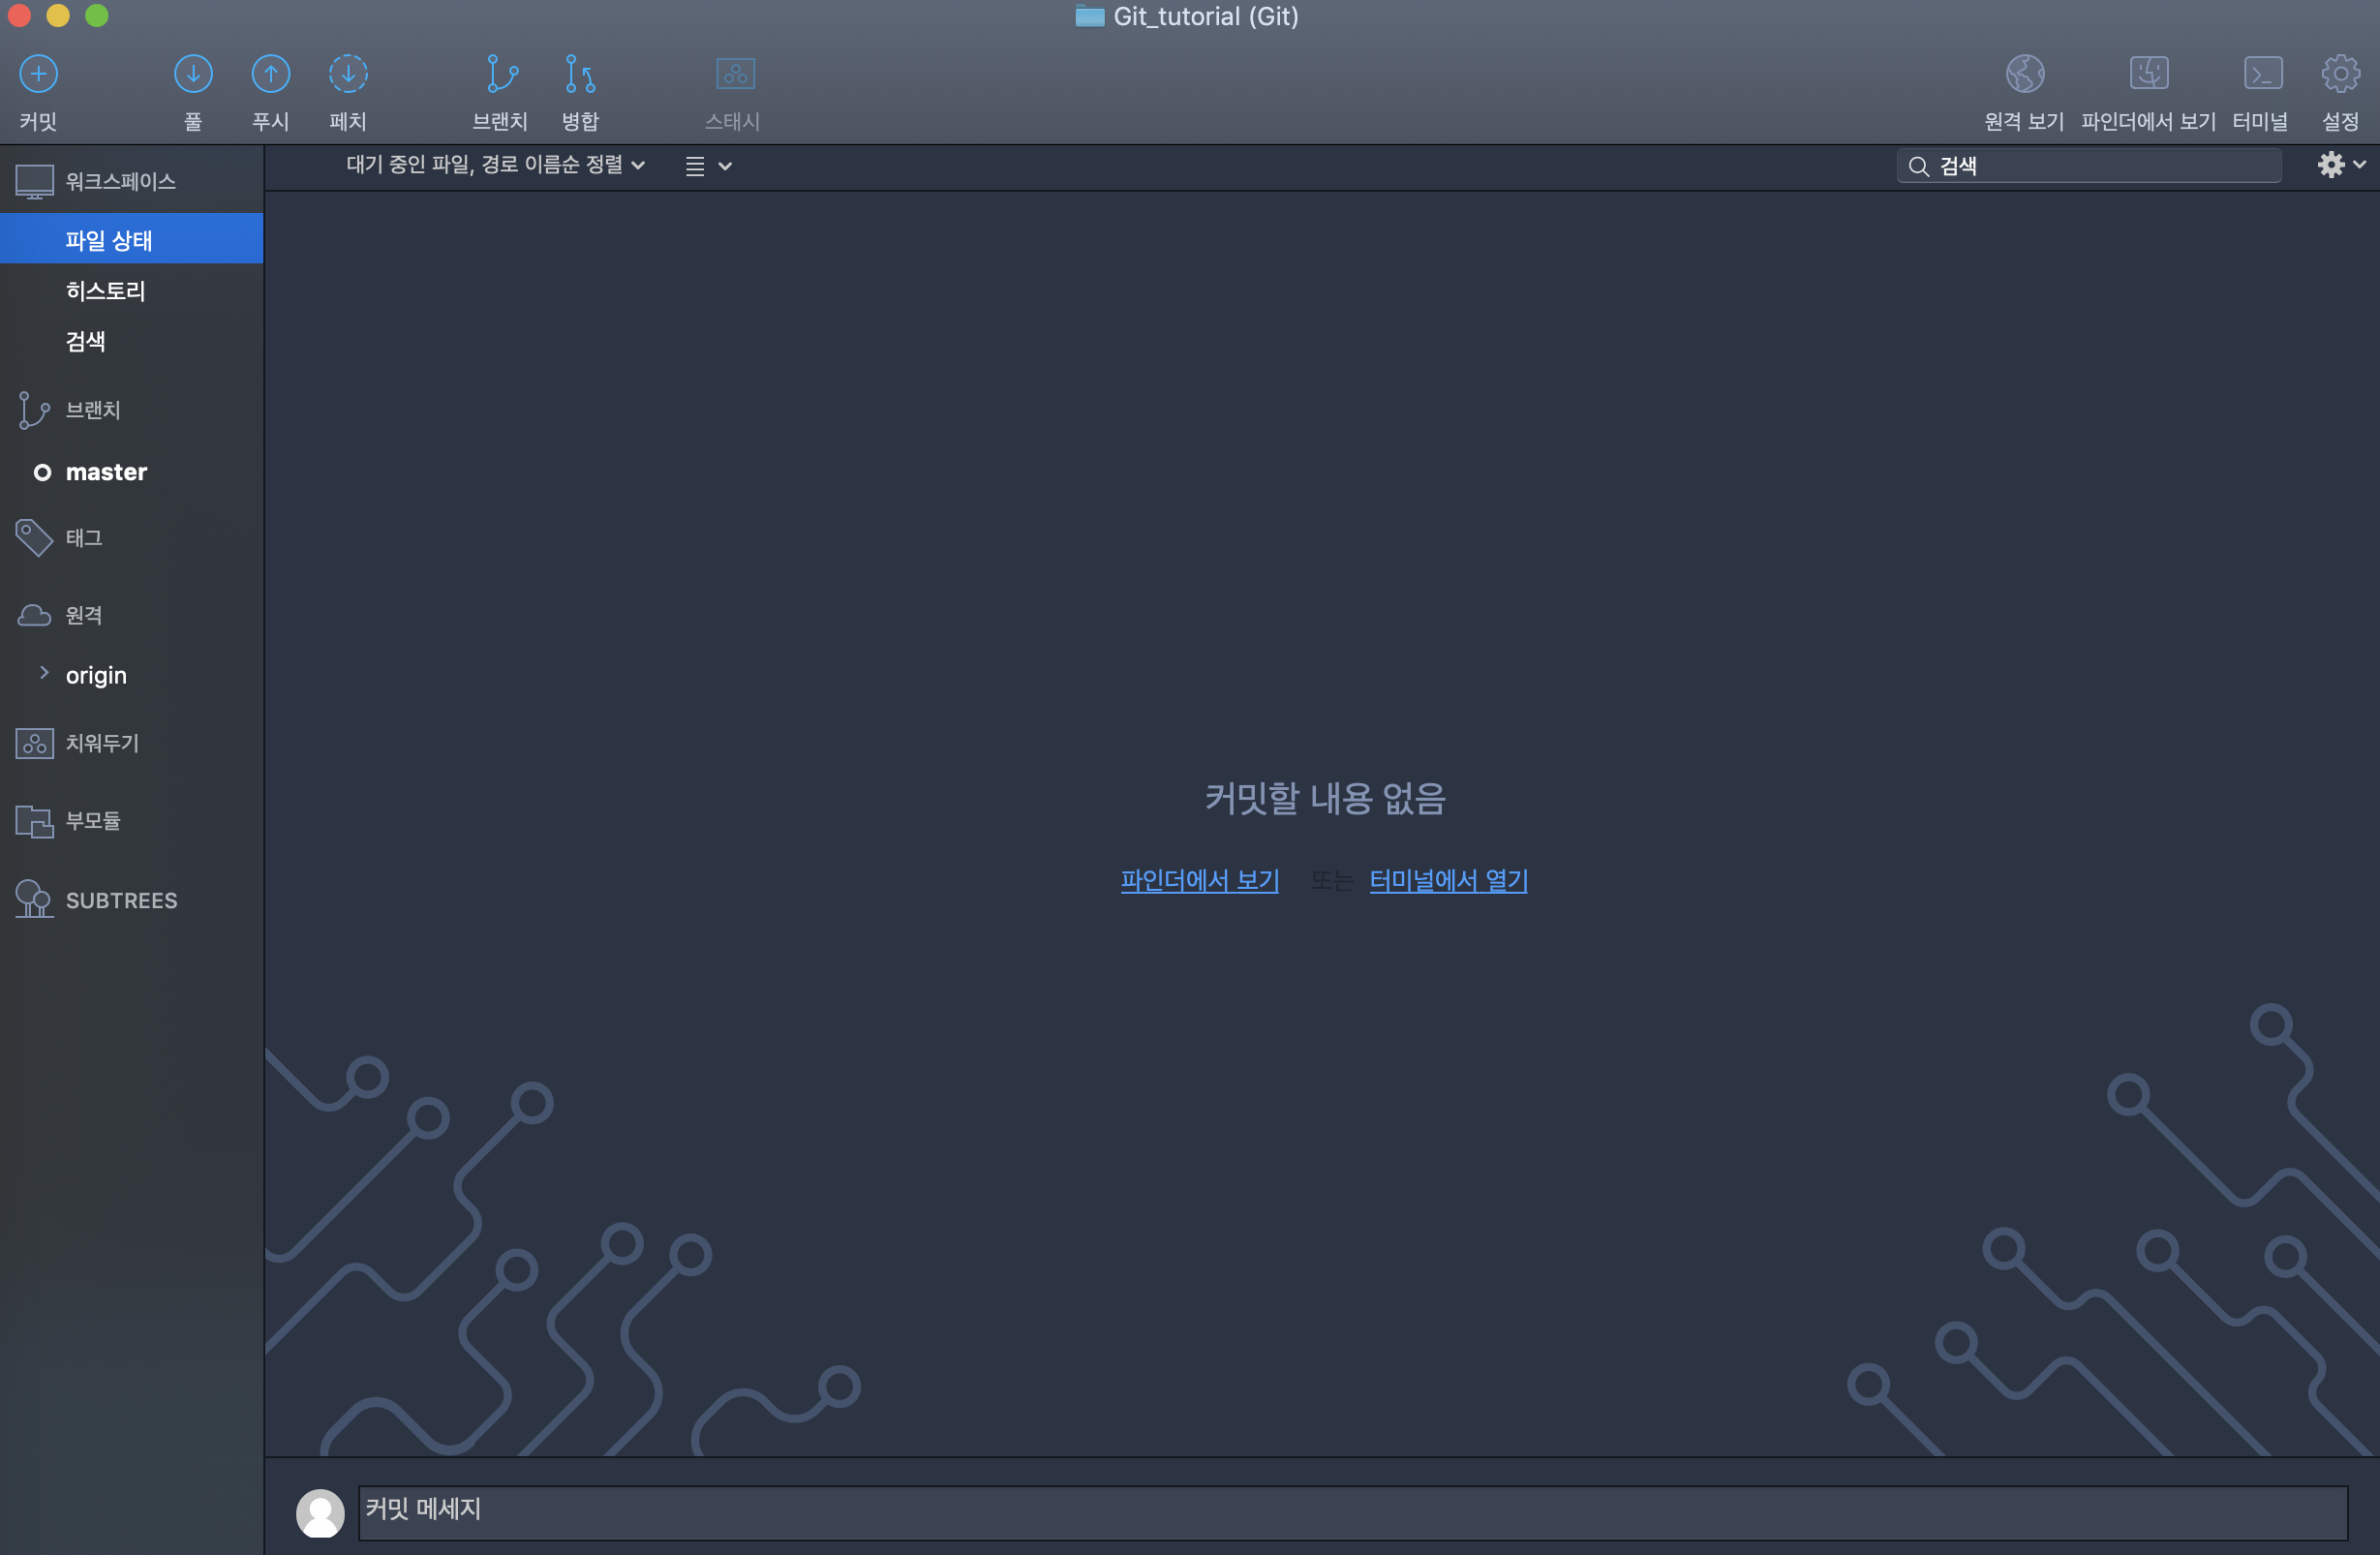 Git_tutorial (Git)
커밋 풀 푸시 페치 브랜치 병합 스태시 원격 보기 파인더에서 보기 터미널 설정
대기 중인 파일, 경로 이름순 정렬
검색
워크스페이스
파일 상태
히스토리
검색
브랜치
master
태그
원격
origin
치워두기
부모듈
SUBTREES
커밋할 내용 없음
파인더에서 보기 또는 터미널에서 열기
커밋 메세지